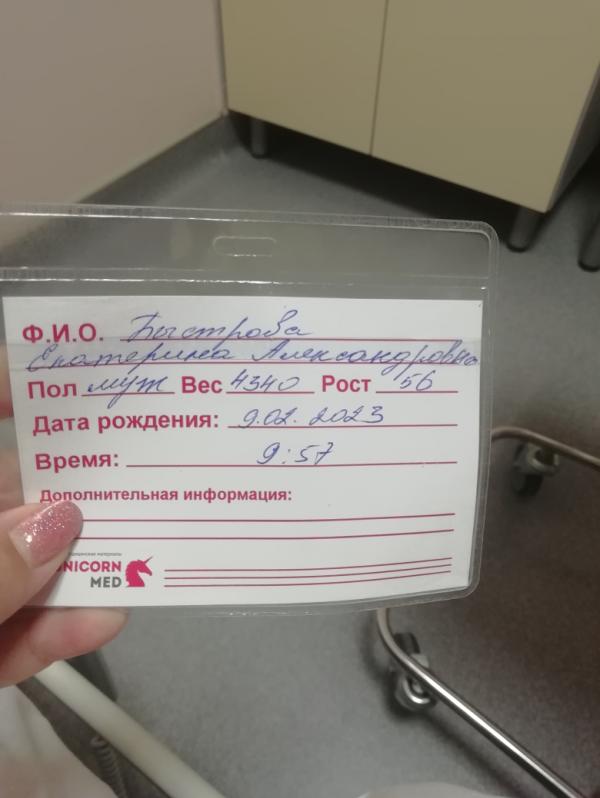 Ф.И.О. Быстрова
Екатерина Александровна
Пол муж Вес 4340 Рост 56
Дата рождения: 9.02.2023
Время: 9:57
Дополнительная информация:
материалы
UNICORN
MED